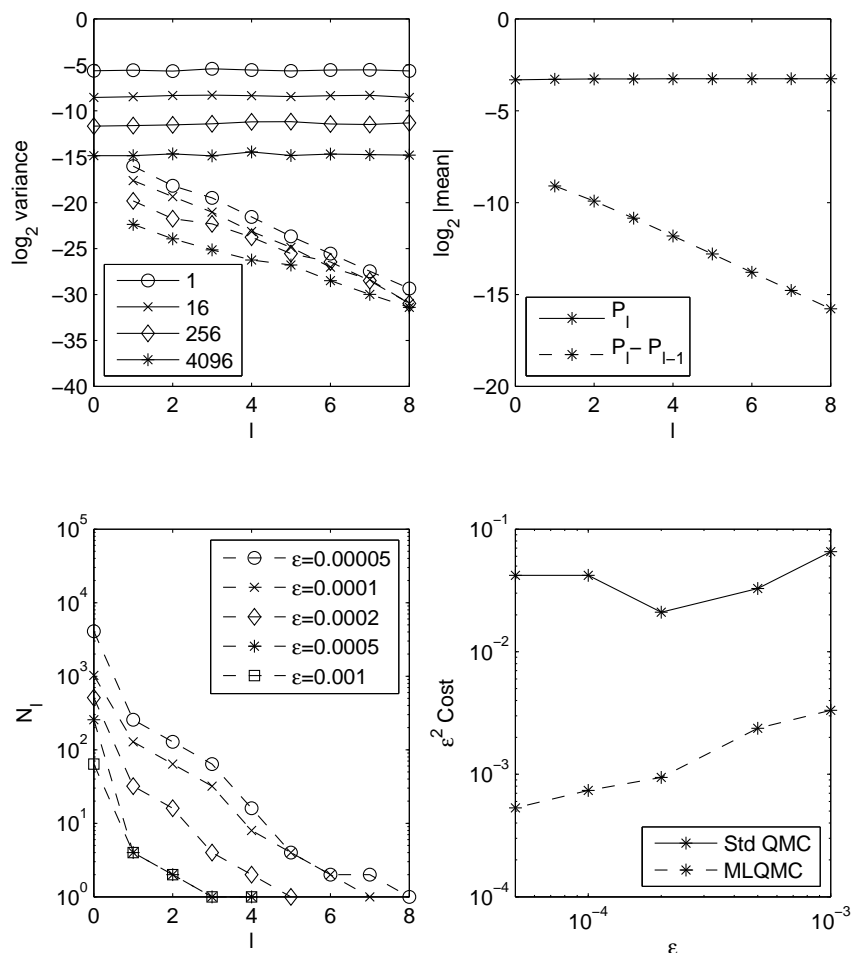 0
−5
−10
−15
−20
−25
−30
−35
−40
0 2 4 6 8
l
log2 variance
1
16
256
4096
0
−5
−10
−15
−20
0 2 4 6 8
l
log2 |mean|
Pl
Pl− Pl−1
10^5
10^4
10^3
10^2
10^1
10^0
0 2 4 6 8
l
Nl
ε=0.00005
ε=0.0001
ε=0.0002
ε=0.0005
ε=0.001
10^−1
10^−2
10^−3
10^−4
10^−4 10^−3
ε
ε^2 Cost
Std QMC
MLQMC